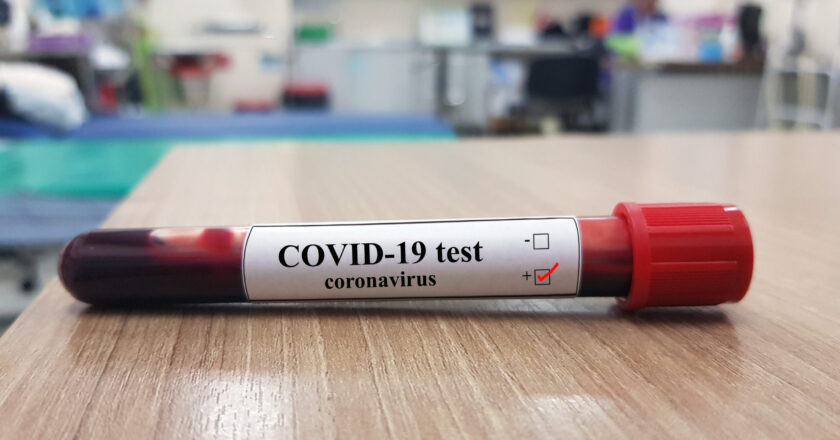 COVID-19 test
coronavirus
- ☐
+ ☑